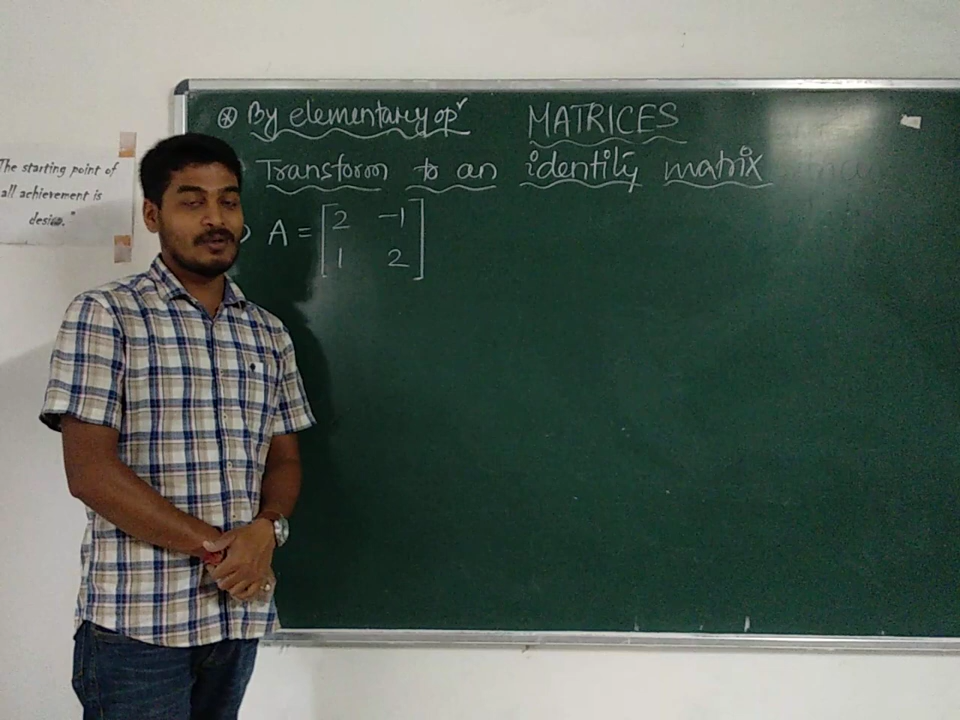 MATRICES
⊛ By elementary opr
Transform to an identity matrix
A = [2 -1
1 2]
The starting point of
all achievement is
desire."